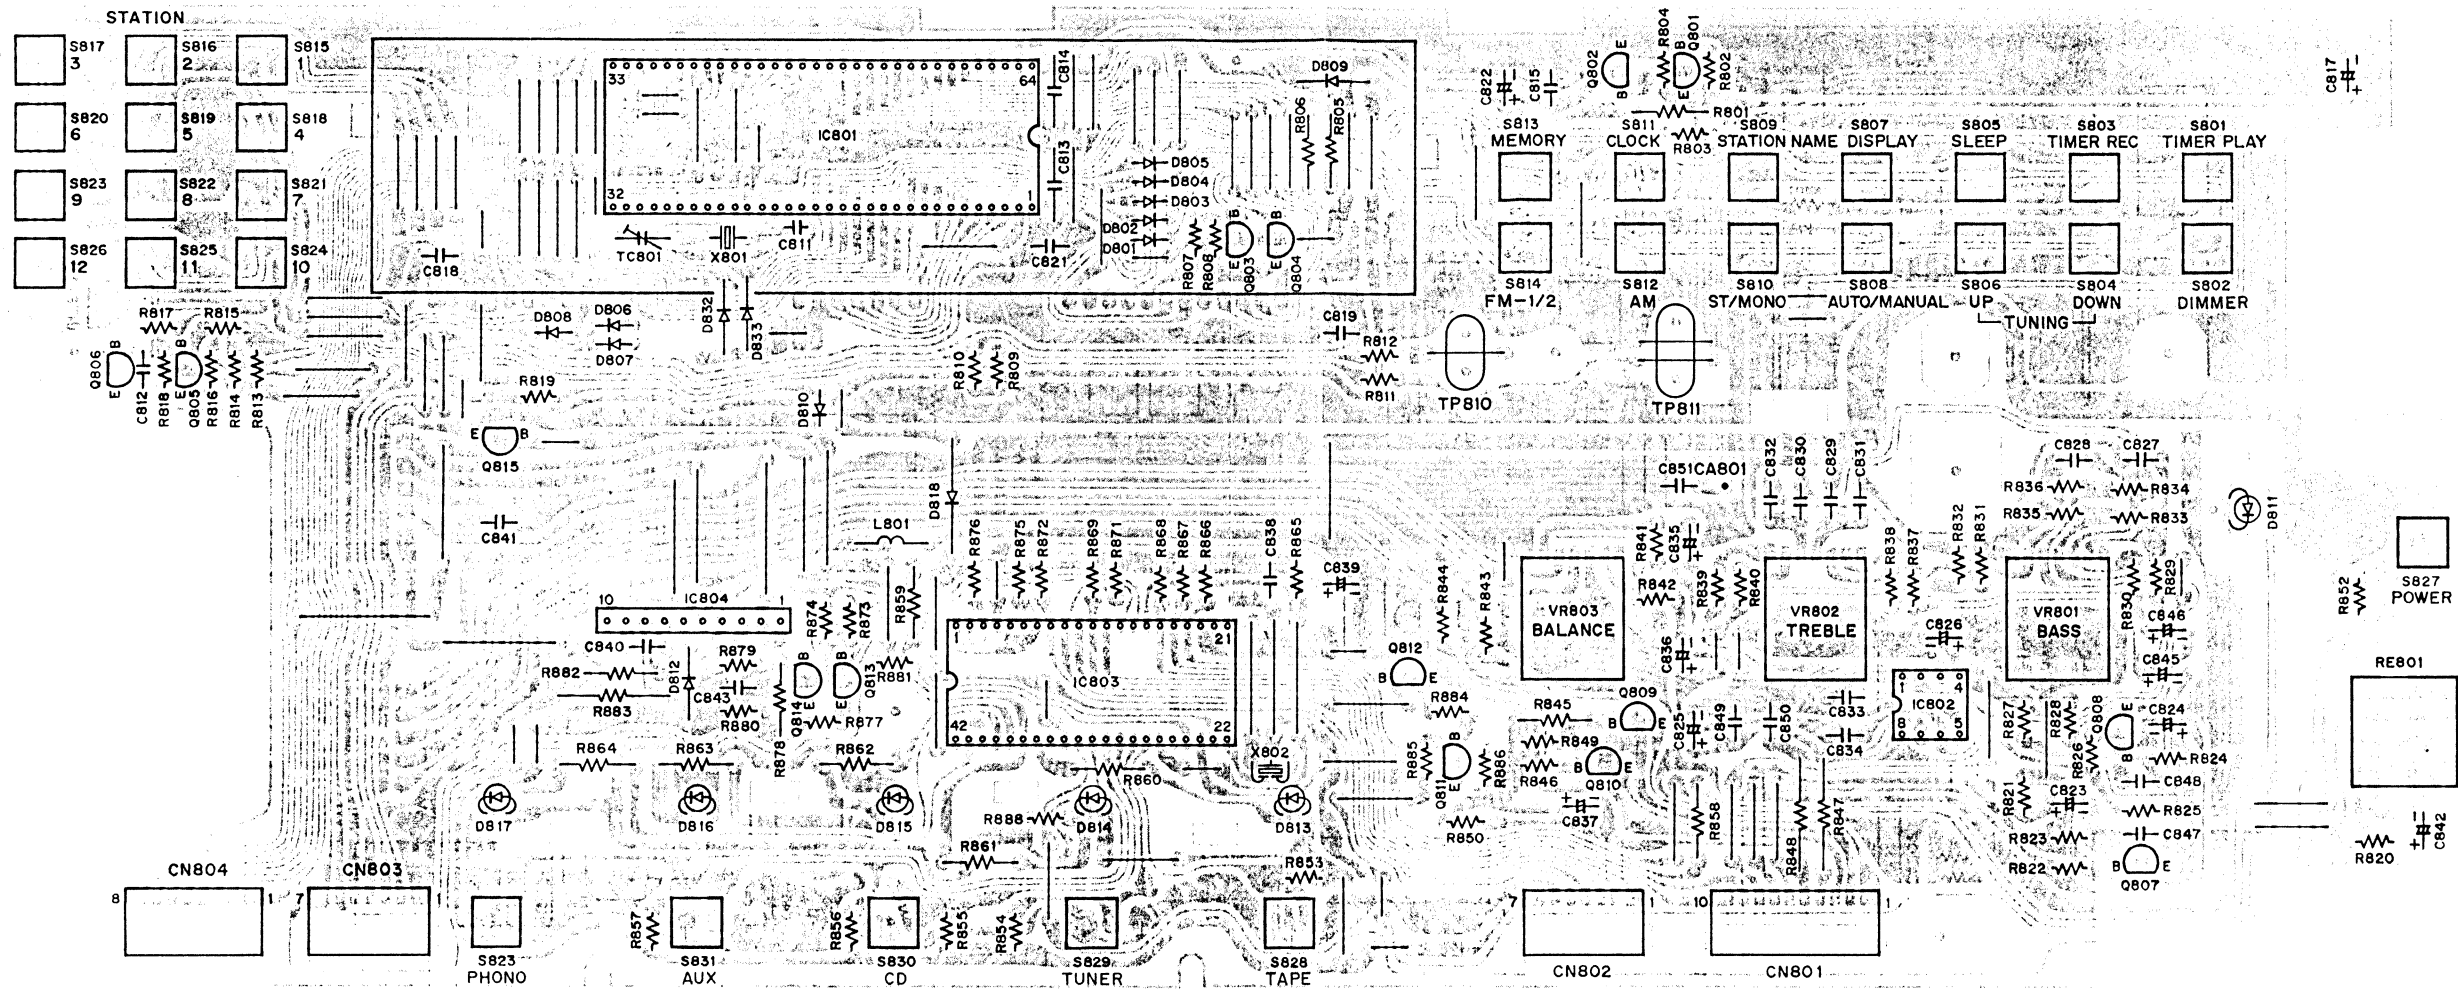 STATION
S817
3
S816
2
S815
1
S820
6
S819
5
S818
4
S823
9
S822
8
S821
7
S826
12
S825
11
S824
10
33
64
IC801
32
1
C814
C813
D809
R806
R805
D805
D804
D803
D802
D801
R807
R808
Q803
B
E
Q804
B
E
C818
TC801
X801
C811
C821
C822
C815
Q802
E
B
R804
Q801
B
E
R802
R801
R803
C817
S813
MEMORY
S811
CLOCK
S809
STATION NAME
S807
DISPLAY
S805
SLEEP
S803
TIMER REC
S801
TIMER PLAY
S814
FM-1/2
S812
AM
S810
ST/MONO
S808
AUTO/MANUAL
S806
UP
S804
DOWN
S802
DIMMER
TUNING
R817
R815
Q806
B
E
C812
R818
Q805
B
E
R816
R814
R813
D808
D806
D807
D832
D833
R819
D810
R810
R809
C819
R812
R811
TP810
TP811
E
B
Q815
C841
L801
D818
R876
R875
R872
R869
R871
R868
R867
R866
C838
R865
C839
C851
CA801
C832
C830
C829
C831
C828
C827
R836
R834
R835
R833
D811
S827
POWER
R852
R841
C835
R842
R839
R840
R838
R837
R832
R831
R830
R829
R844
R843
VR803
BALANCE
VR802
TREBLE
VR801
BASS
C826
C846
C845
C836
10
IC804
1
R874
R873
R859
C840
R882
R883
D812
R879
C843
R880
Q814
B
E
Q813
B
E
R881
R877
R878
1
21
IC803
42
22
Q812
B
E
R884
R885
Q811
B
E
R886
R845
R849
R846
Q809
B
E
Q810
B
E
C837
R850
C825
C849
C850
C833
C834
1
4
IC802
8
5
R827
R828
R826
Q808
E
B
C824
R824
C848
R825
C847
R821
C823
R823
R822
B
E
Q807
RE801
R820
C842
R864
R863
R862
R860
X802
D817
D816
D815
R888
D814
D813
R861
R853
R858
R848
R847
CN804
8
1
CN803
7
1
S823
PHONO
R857
S831
AUX
R856
S830
CD
R855
R854
S829
TUNER
S828
TAPE
7
1
CN802
10
1
CN801